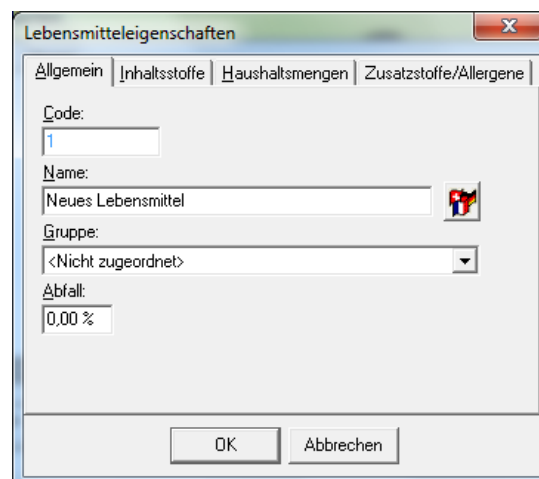 Lebensmitteleigenschaften
Allgemein Inhaltsstoffe Haushaltsmengen Zusatzstoffe/Allergene
Code:
1
Name:
Neues Lebensmittel
Gruppe:
<Nicht zugeordnet>
Abfall:
0,00 %
OK Abbrechen